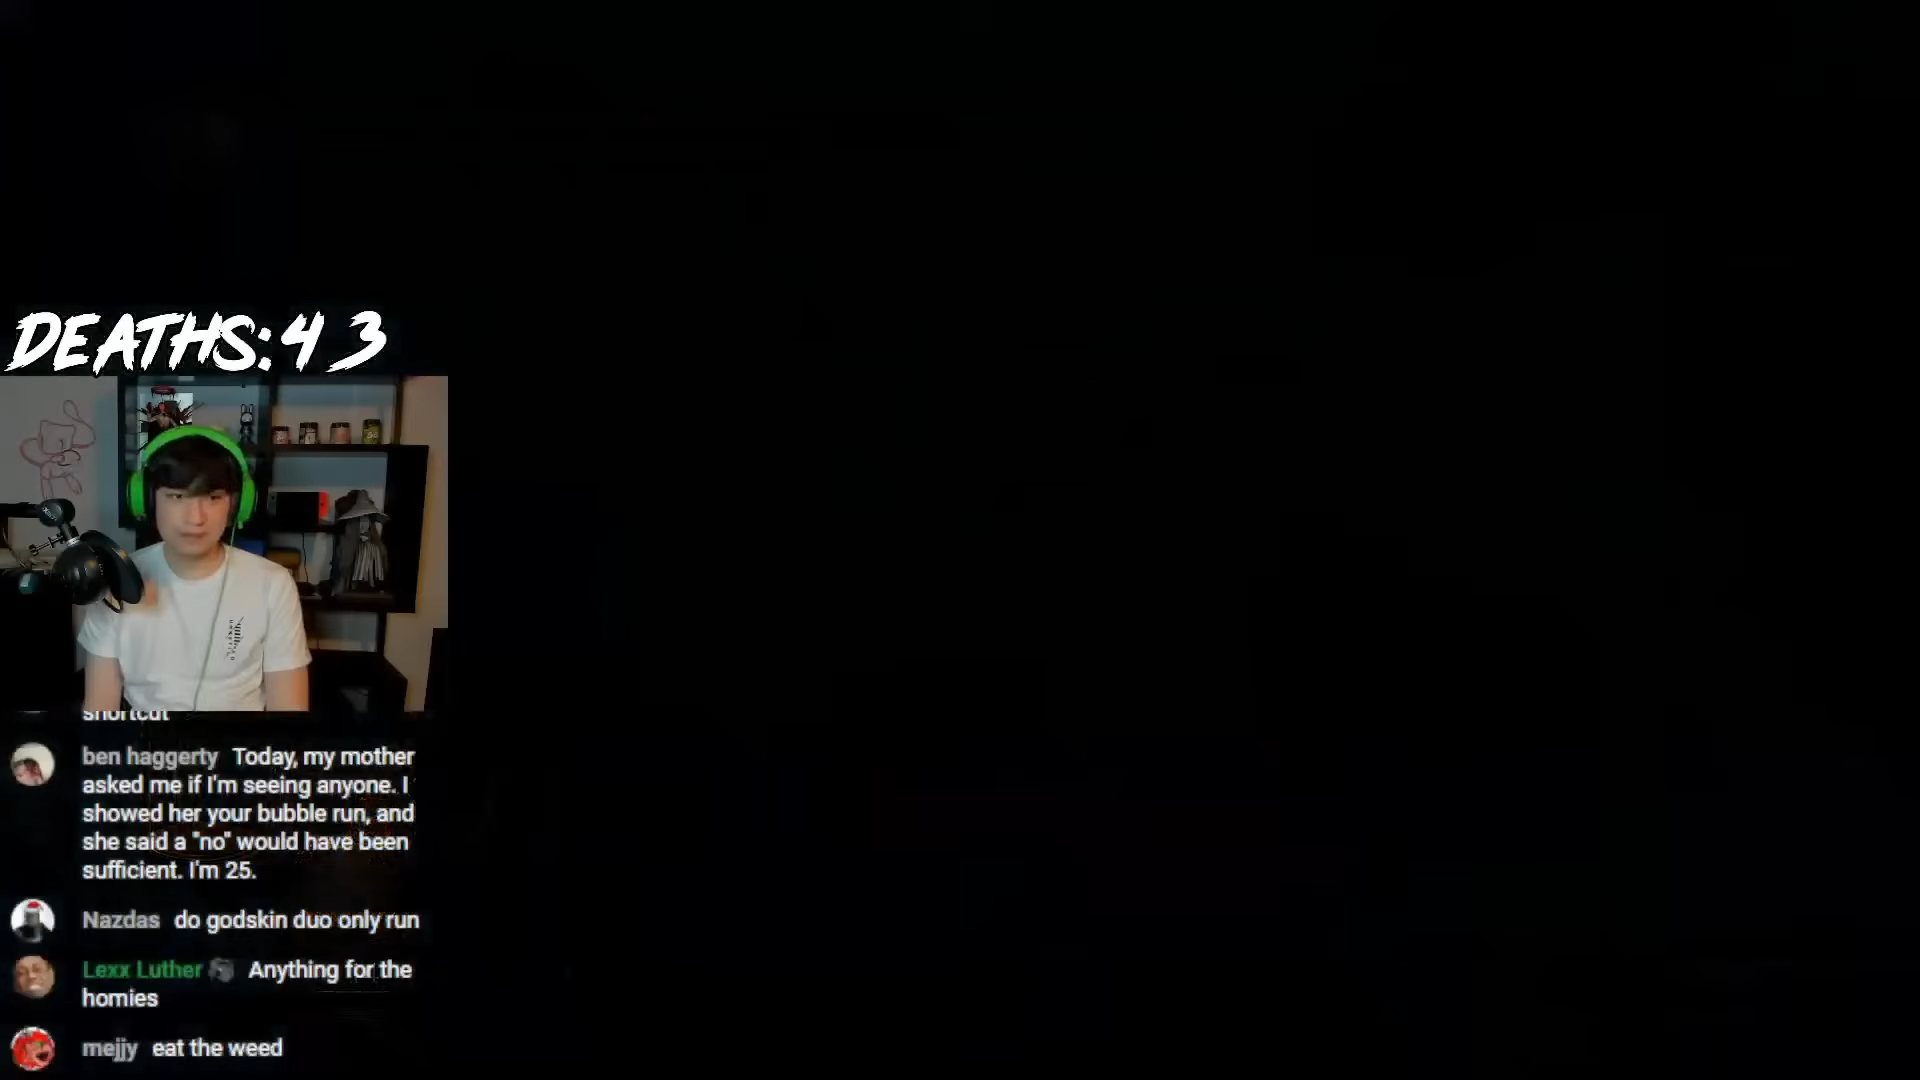 DEATHS:43
shortcut
ben haggerty Today, my mother
asked me if I'm seeing anyone. I
showed her your bubble run, and
she said a "no" would have been
sufficient. I'm 25.
Nazdas do godskin duo only run
Lexx Luther Anything for the
homies
mejjy eat the weed